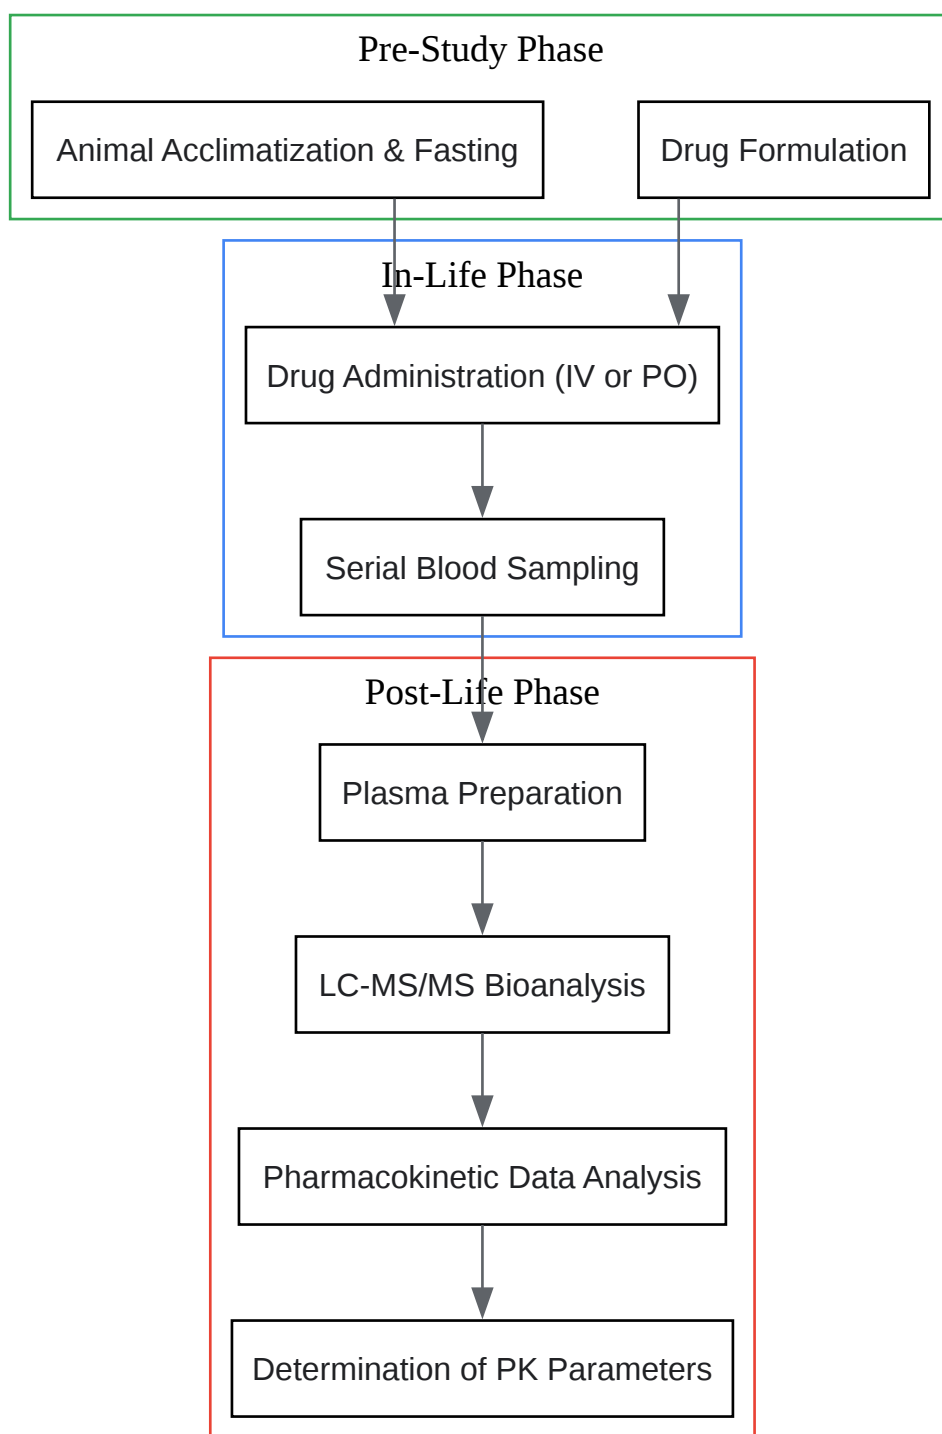 Pre-Study Phase
Animal Acclimatization & Fasting
Drug Formulation
In-Life Phase
Drug Administration (IV or PO)
Serial Blood Sampling
Post-Life Phase
Plasma Preparation
LC-MS/MS Bioanalysis
Pharmacokinetic Data Analysis
Determination of PK Parameters